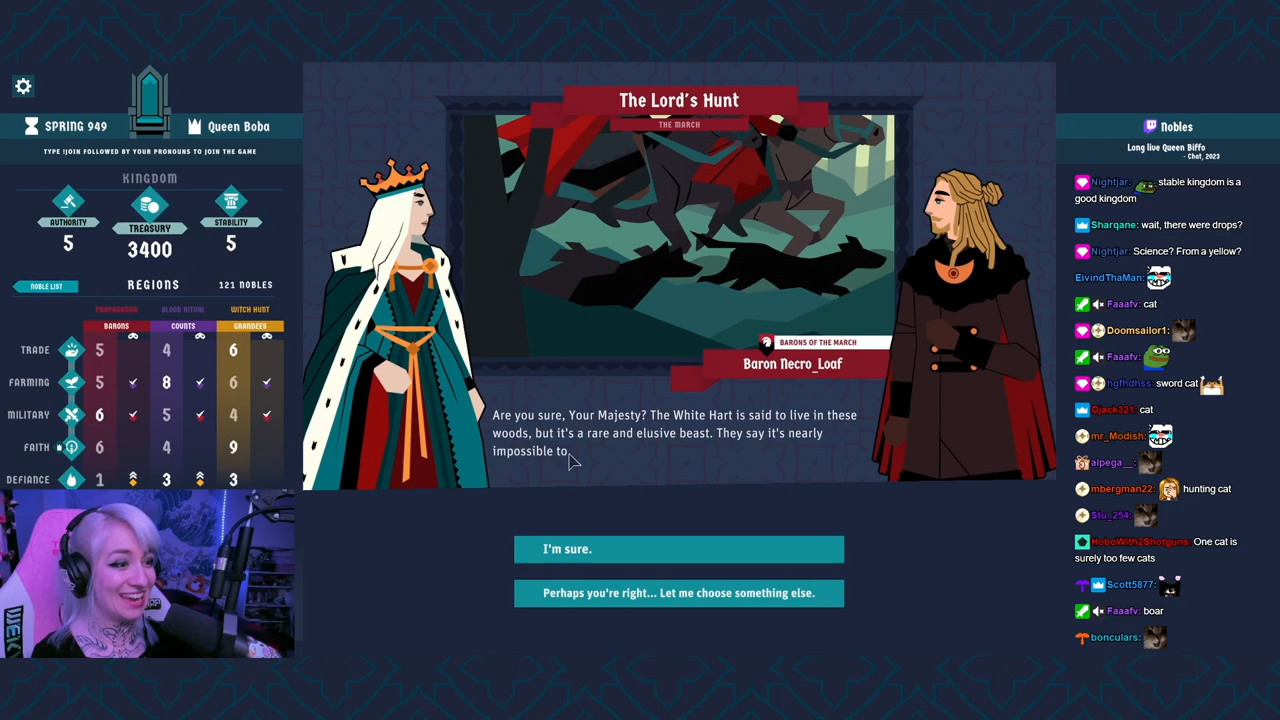 SPRING 949
Queen Boba
TYPE !JOIN FOLLOWED BY YOUR PRONOUNS TO JOIN THE GAME
KINGDOM
AUTHORITY
5
TREASURY
3400
STABILITY
5
NOBLE LIST
REGIONS
121 NOBLES
PROPAGANDA
BLOOD RITUAL
WITCH HUNT
BARONS
COUNTS
GRANDEES
TRADE 5 4 6
FARMING 5 8 6
MILITARY 6 5 4
FAITH 6 4 9
DEFIANCE 1 3 3
The Lord's Hunt
THE MARCH
BARONS OF THE MARCH
Baron Necro_Loaf
Are you sure, Your Majesty? The White Hart is said to live in these
woods, but it's a rare and elusive beast. They say it's nearly
impossible to
I'm sure.
Perhaps you're right... Let me choose something else.
Nobles
Long live Queen Biffo
- Chat, 2023
Nightjar: stable kingdom is a
good kingdom
Sharqane: wait, there were drops?
Nightjar: Science? From a yellow?
EivindThaMan:
Faaafv: cat
Doomsailor1:
Faaafv:
hgfhdhss: sword cat
Djack321: cat
mr_Modish:
alpega__:
mbergman22: hunting cat
Stu_254:
HoboWith2Shotguns: One cat is
surely too few cats
Scott5877:
Faaafv: boar
bonculars: